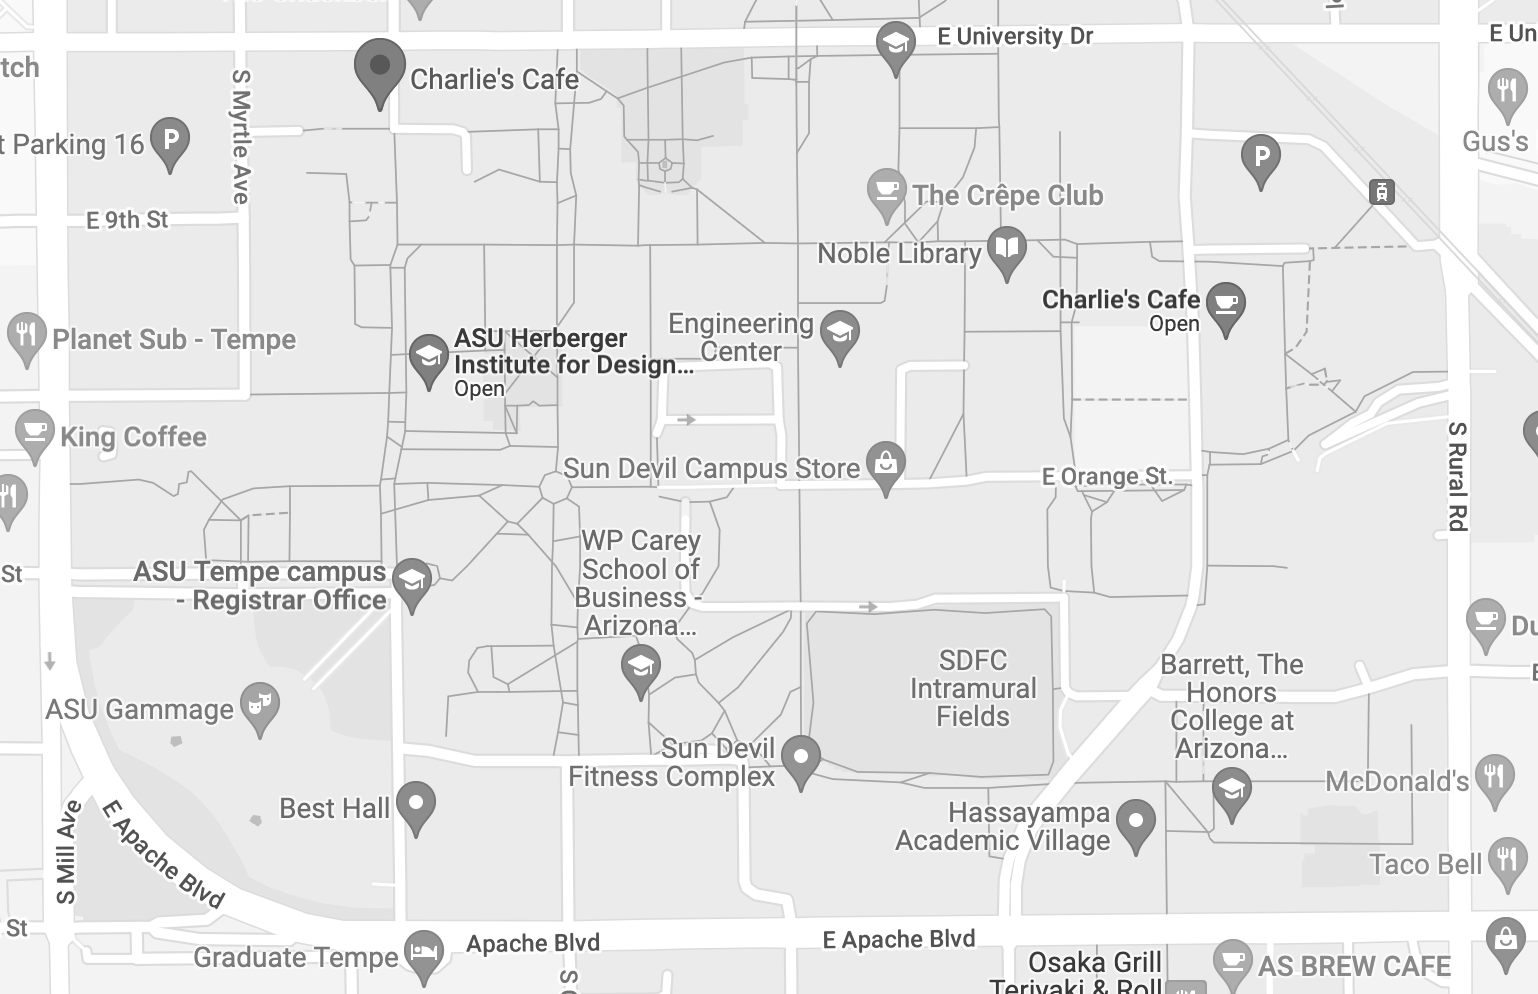 E University Dr
E Un
tch
Charlie's Cafe
S Myrtle Ave
t Parking 16
P
P
Gus's
E 9th St
The Crêpe Club
Noble Library
Charlie's Cafe
Open
Planet Sub - Tempe
ASU Herberger
Institute for Design...
Open
Engineering
Center
King Coffee
Sun Devil Campus Store
E Orange St.
S Rural Rd
WP Carey
School of
Business -
Arizona...
St
ASU Tempe campus
- Registrar Office
Du
SDFC
Intramural
Fields
Barrett, The
Honors
College at
Arizona...
E
ASU Gammage
Sun Devil
Fitness Complex
McDonald's
Best Hall
Hassayampa
Academic Village
S Mill Ave
E Apache Blvd
Taco Bell
St
Graduate Tempe
Apache Blvd
E Apache Blvd
S
Osaka Grill
Teriyaki & Roll
AS BREW CAFE